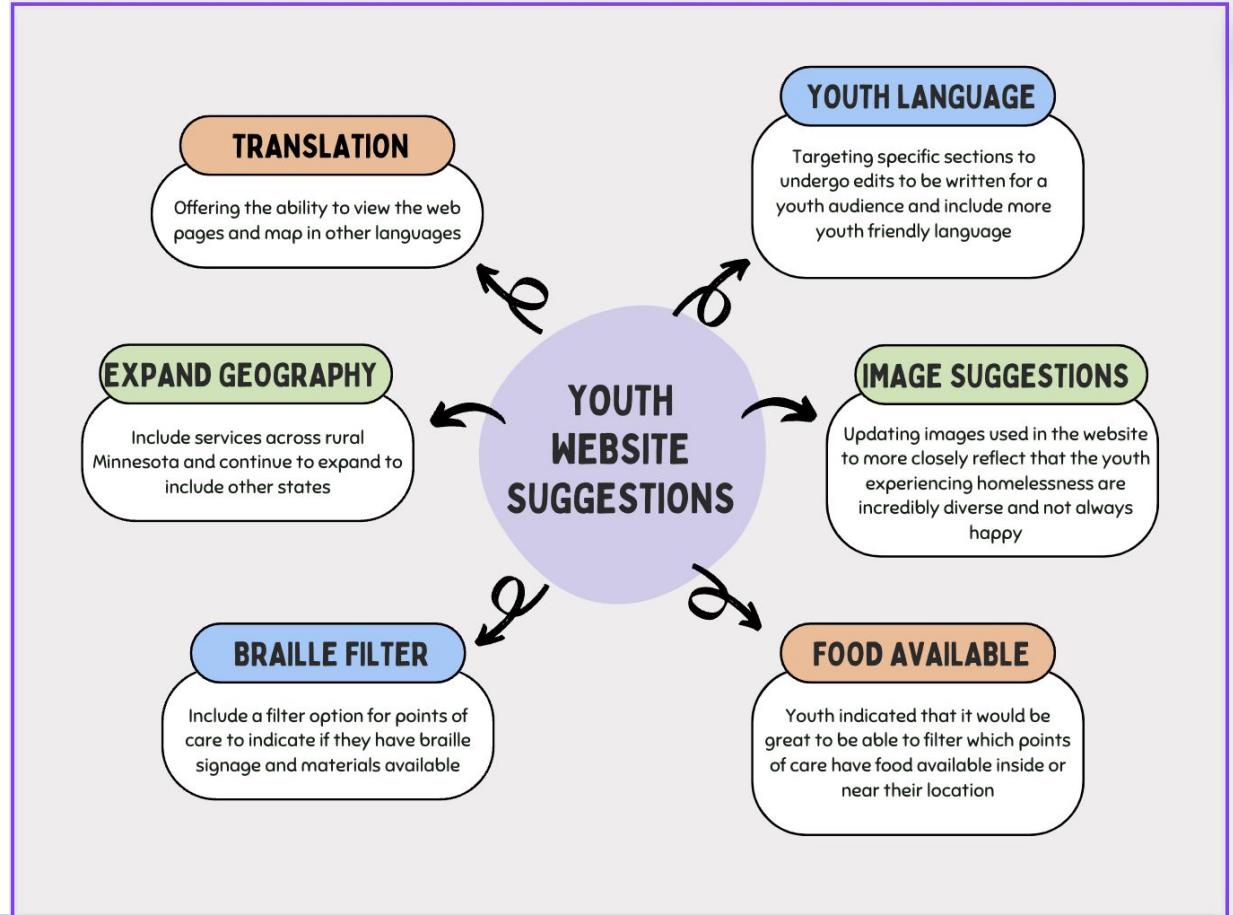 YOUTH LANGUAGE
Targeting specific sections to
undergo edits to be written for a
youth audience and include more
youth friendly language
TRANSLATION
Offering the ability to view the web
pages and map in other languages
EXPAND GEOGRAPHY
Include services across rural
Minnesota and continue to expand to
include other states
YOUTH
WEBSITE
SUGGESTIONS
IMAGE SUGGESTIONS
Updating images used in the website
to more closely reflect that the youth
experiencing homelessness are
incredibly diverse and not always
happy
BRAILLE FILTER
Include a filter option for points of
care to indicate if they have braille
signage and materials available
FOOD AVAILABLE
Youth indicated that it would be
great to be able to filter which points
of care have food available inside or
near their location